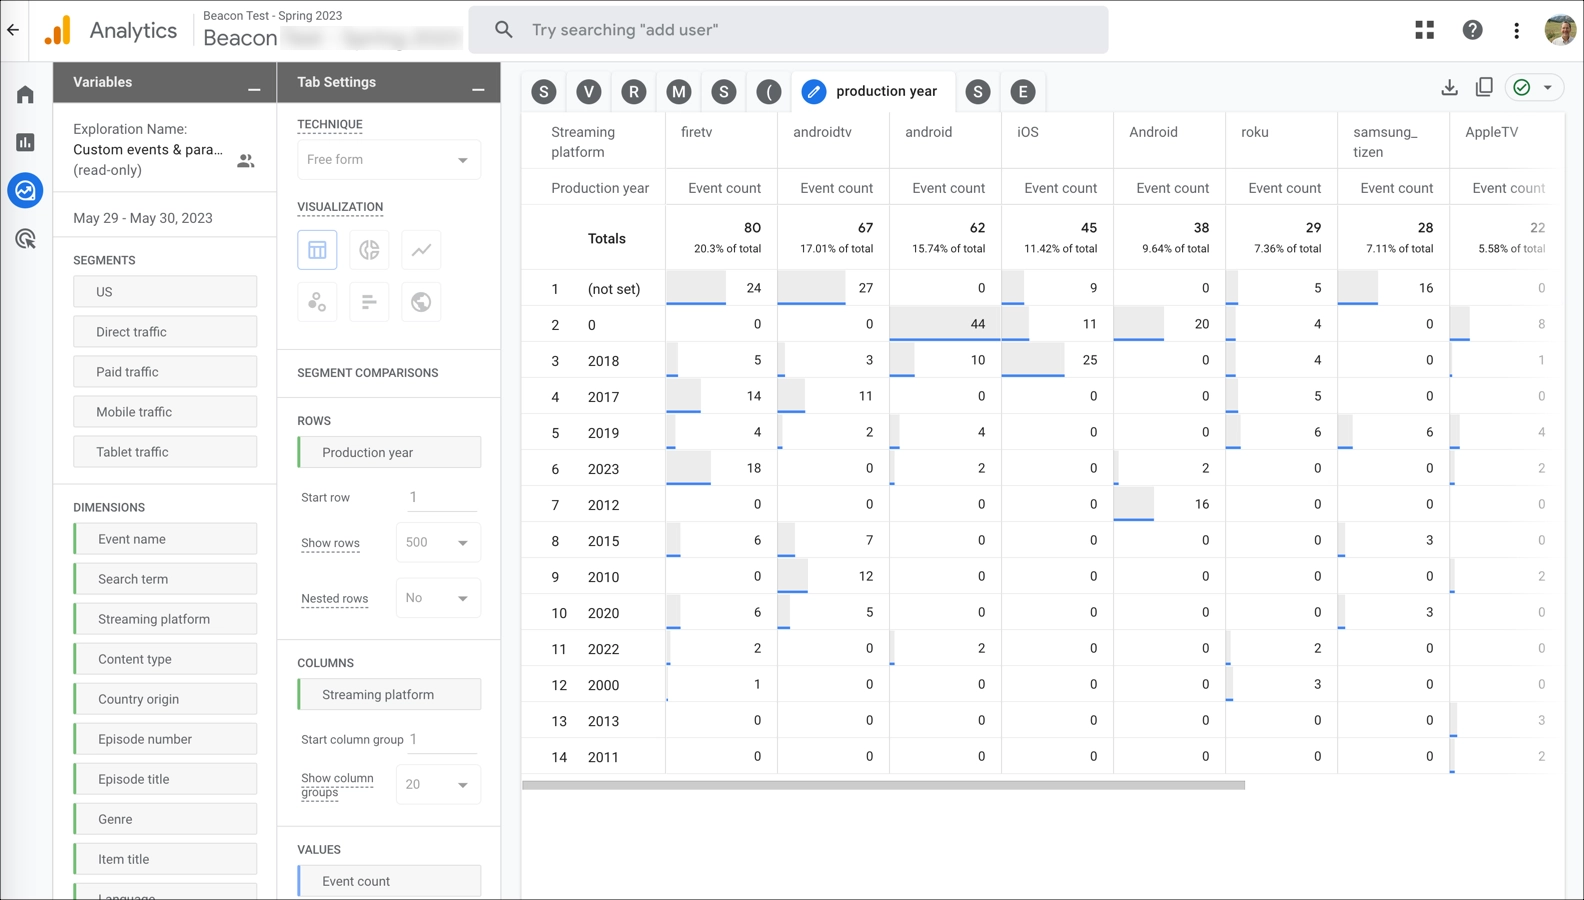 Analytics
Beacon Test - Spring 2023
Beacon
Try searching "add user"
Variables
Exploration Name:
Custom events & para...
(read-only)
May 29 - May 30, 2023
SEGMENTS
US
Direct traffic
Paid traffic
Mobile traffic
Tablet traffic
DIMENSIONS
Event name
Search term
Streaming platform
Content type
Country origin
Episode number
Episode title
Genre
Item title
Language
Tab Settings
TECHNIQUE
Free form
VISUALIZATION
SEGMENT COMPARISONS
ROWS
Production year
Start row 1
Show rows 500
Nested rows No
COLUMNS
Streaming platform
Start column group 1
Show column
groups 20
VALUES
Event count
S V R M S ( production year S E
Streaming
platform firetv androidtv android iOS Android roku samsung_
tizen AppleTV
Production year Event count Event count Event count Event count Event count Event count Event count Event count
Totals 80 67 62 45 38 29 28 22
20.3% of total 17.01% of total 15.74% of total 11.42% of total 9.64% of total 7.36% of total 7.11% of total 5.58% of total
1 (not set) 24 27 0 9 0 5 16 0
2 0 0 0 44 11 20 4 0 8
3 2018 5 3 10 25 0 4 0 1
4 2017 14 11 0 0 0 5 0 0
5 2019 4 2 4 0 0 6 6 4
6 2023 18 0 2 0 2 0 0 2
7 2012 0 0 0 0 16 0 0 0
8 2015 6 7 0 0 0 0 3 0
9 2010 0 12 0 0 0 0 0 2
10 2020 6 5 0 0 0 0 3 0
11 2022 2 0 2 0 0 2 0 0
12 2000 1 0 0 0 0 3 0 0
13 2013 0 0 0 0 0 0 0 3
14 2011 0 0 0 0 0 0 0 2